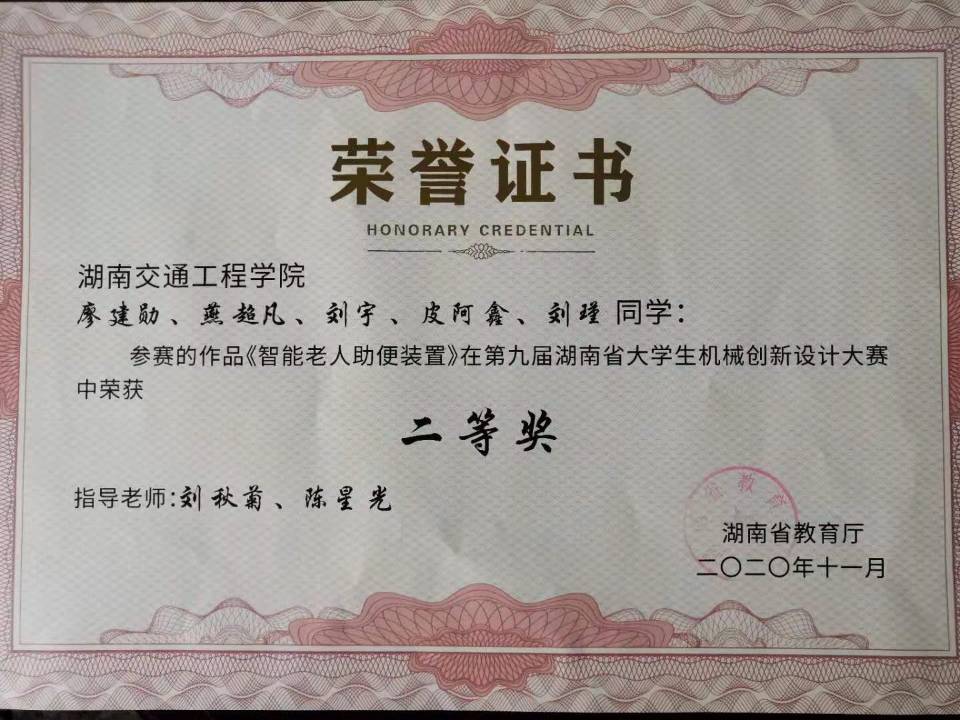 荣誉证书
HONORARY CREDENTIAL
湖南交通工程学院
廖建勋、燕超凡、刘宇、皮阿鑫、刘瑾 同学：
参赛的作品《智能老人助便装置》在第九届湖南省大学生机械创新设计大赛
中荣获
二等奖
指导老师：刘秋菊、陈星光
省教育
湖南省教育厅
二〇二〇年十一月